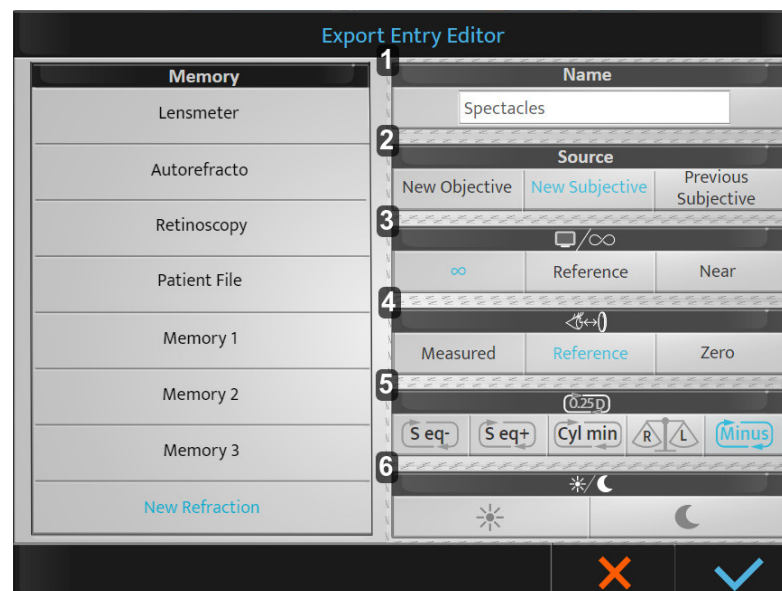 Export Entry Editor
Memory
Lensmeter
Autorefracto
Retinoscopy
Patient File
Memory 1
Memory 2
Memory 3
New Refraction
1
Name
Spectacles
2
Source
New Objective New Subjective Previous
Subjective
3
/∞
∞ Reference Near
4
Measured Reference Zero
5
0.25D
S eq- S eq+ Cyl min R L Minus
6
/